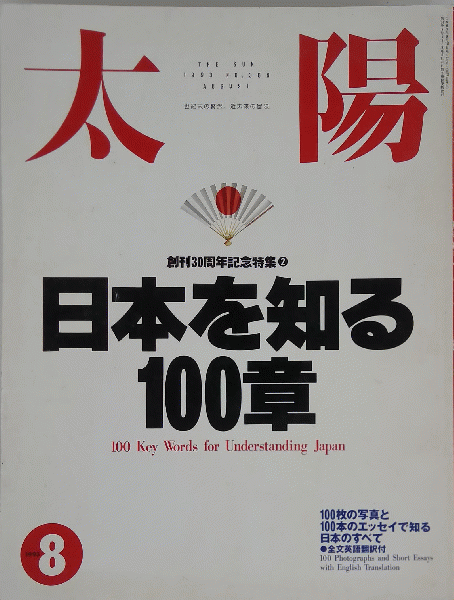 太陽
THE SUN
AUGUST
創刊30周年記念特集❷
日本を知る
100章
100 Key Words for Understanding Japan
100枚の写真と
100本のエッセイで知る
日本のすべて
●全文英語翻訳付
100 Photographs and Short Essays
with English Translation
8